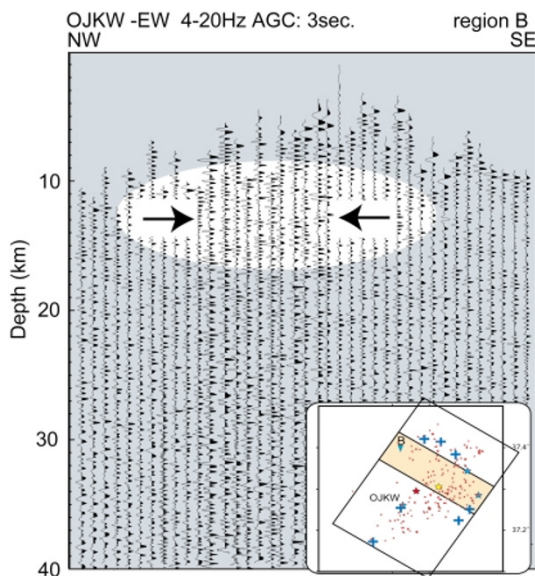 OJKW -EW 4-20Hz AGC: 3sec. region B
NW SE
10
20
30
40
Depth (km)
B
OJKW
37.4°
37.2°